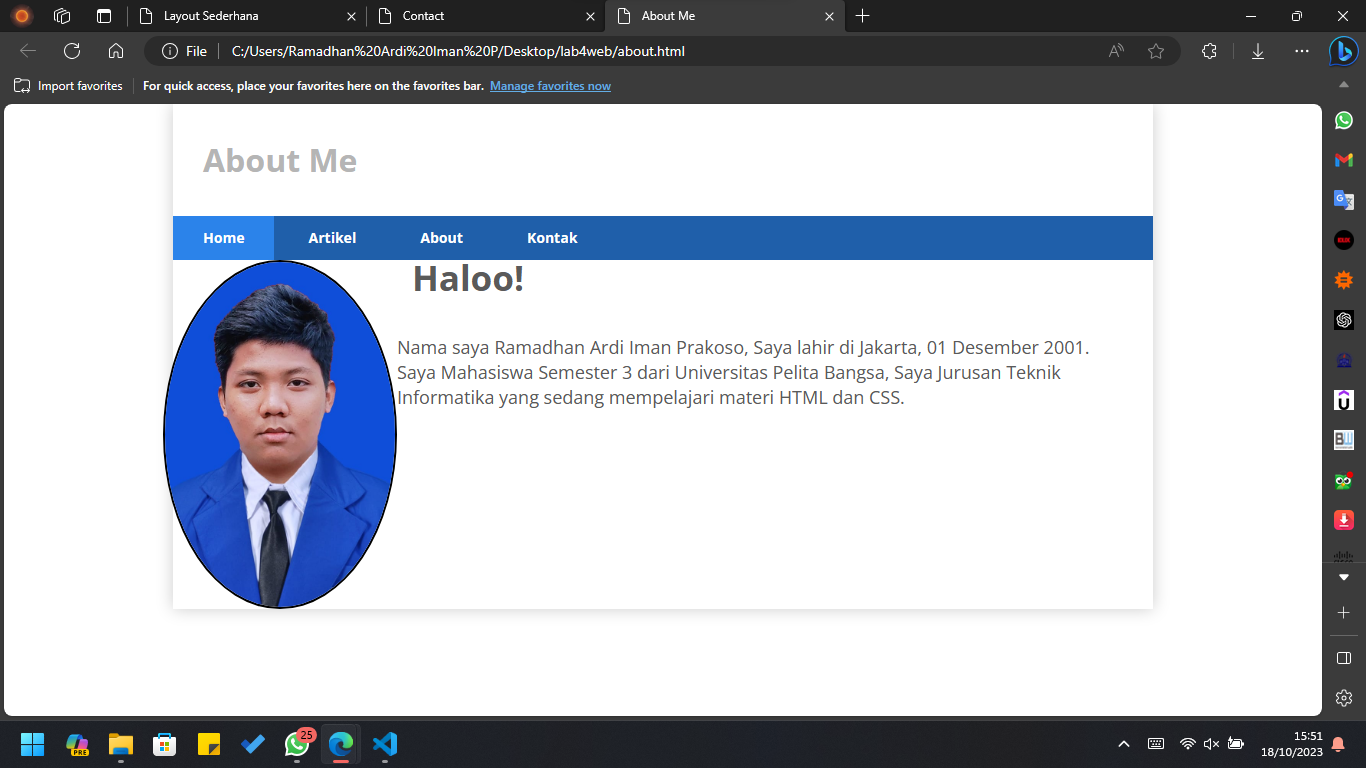 Layout Sederhana
Contact
About Me
File
C:/Users/Ramadhan%20Ardi%20Iman%20P/Desktop/lab4web/about.html
Import favorites
For quick access, place your favorites here on the favorites bar. Manage favorites now
About Me
Home Artikel About Kontak
Haloo!
Nama saya Ramadhan Ardi Iman Prakoso, Saya lahir di Jakarta, 01 Desember 2001.
Saya Mahasiswa Semester 3 dari Universitas Pelita Bangsa, Saya Jurusan Teknik
Informatika yang sedang mempelajari materi HTML dan CSS.
PRE
25
15:51
18/10/2023